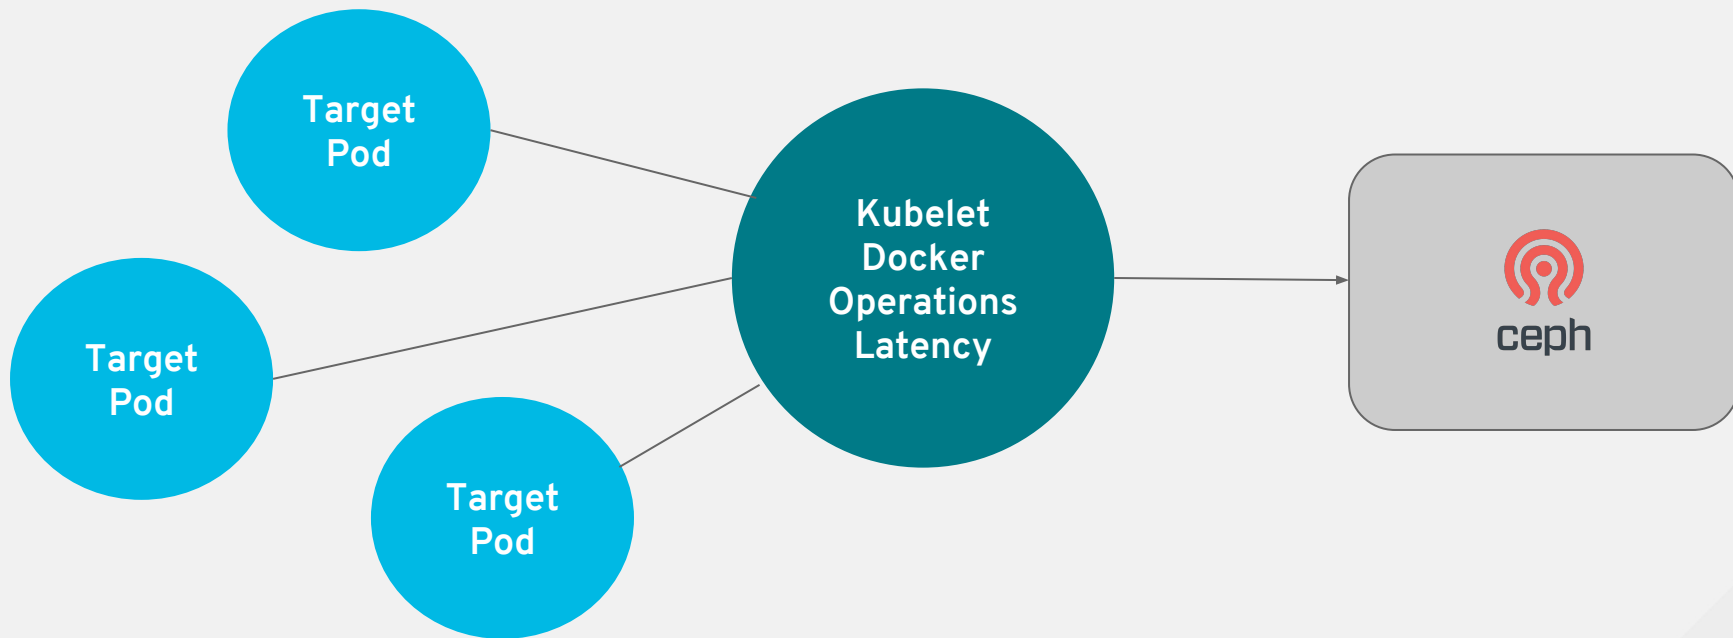 Target
Pod
Target
Pod
Target
Pod
Kubelet
Docker
Operations
Latency
ceph